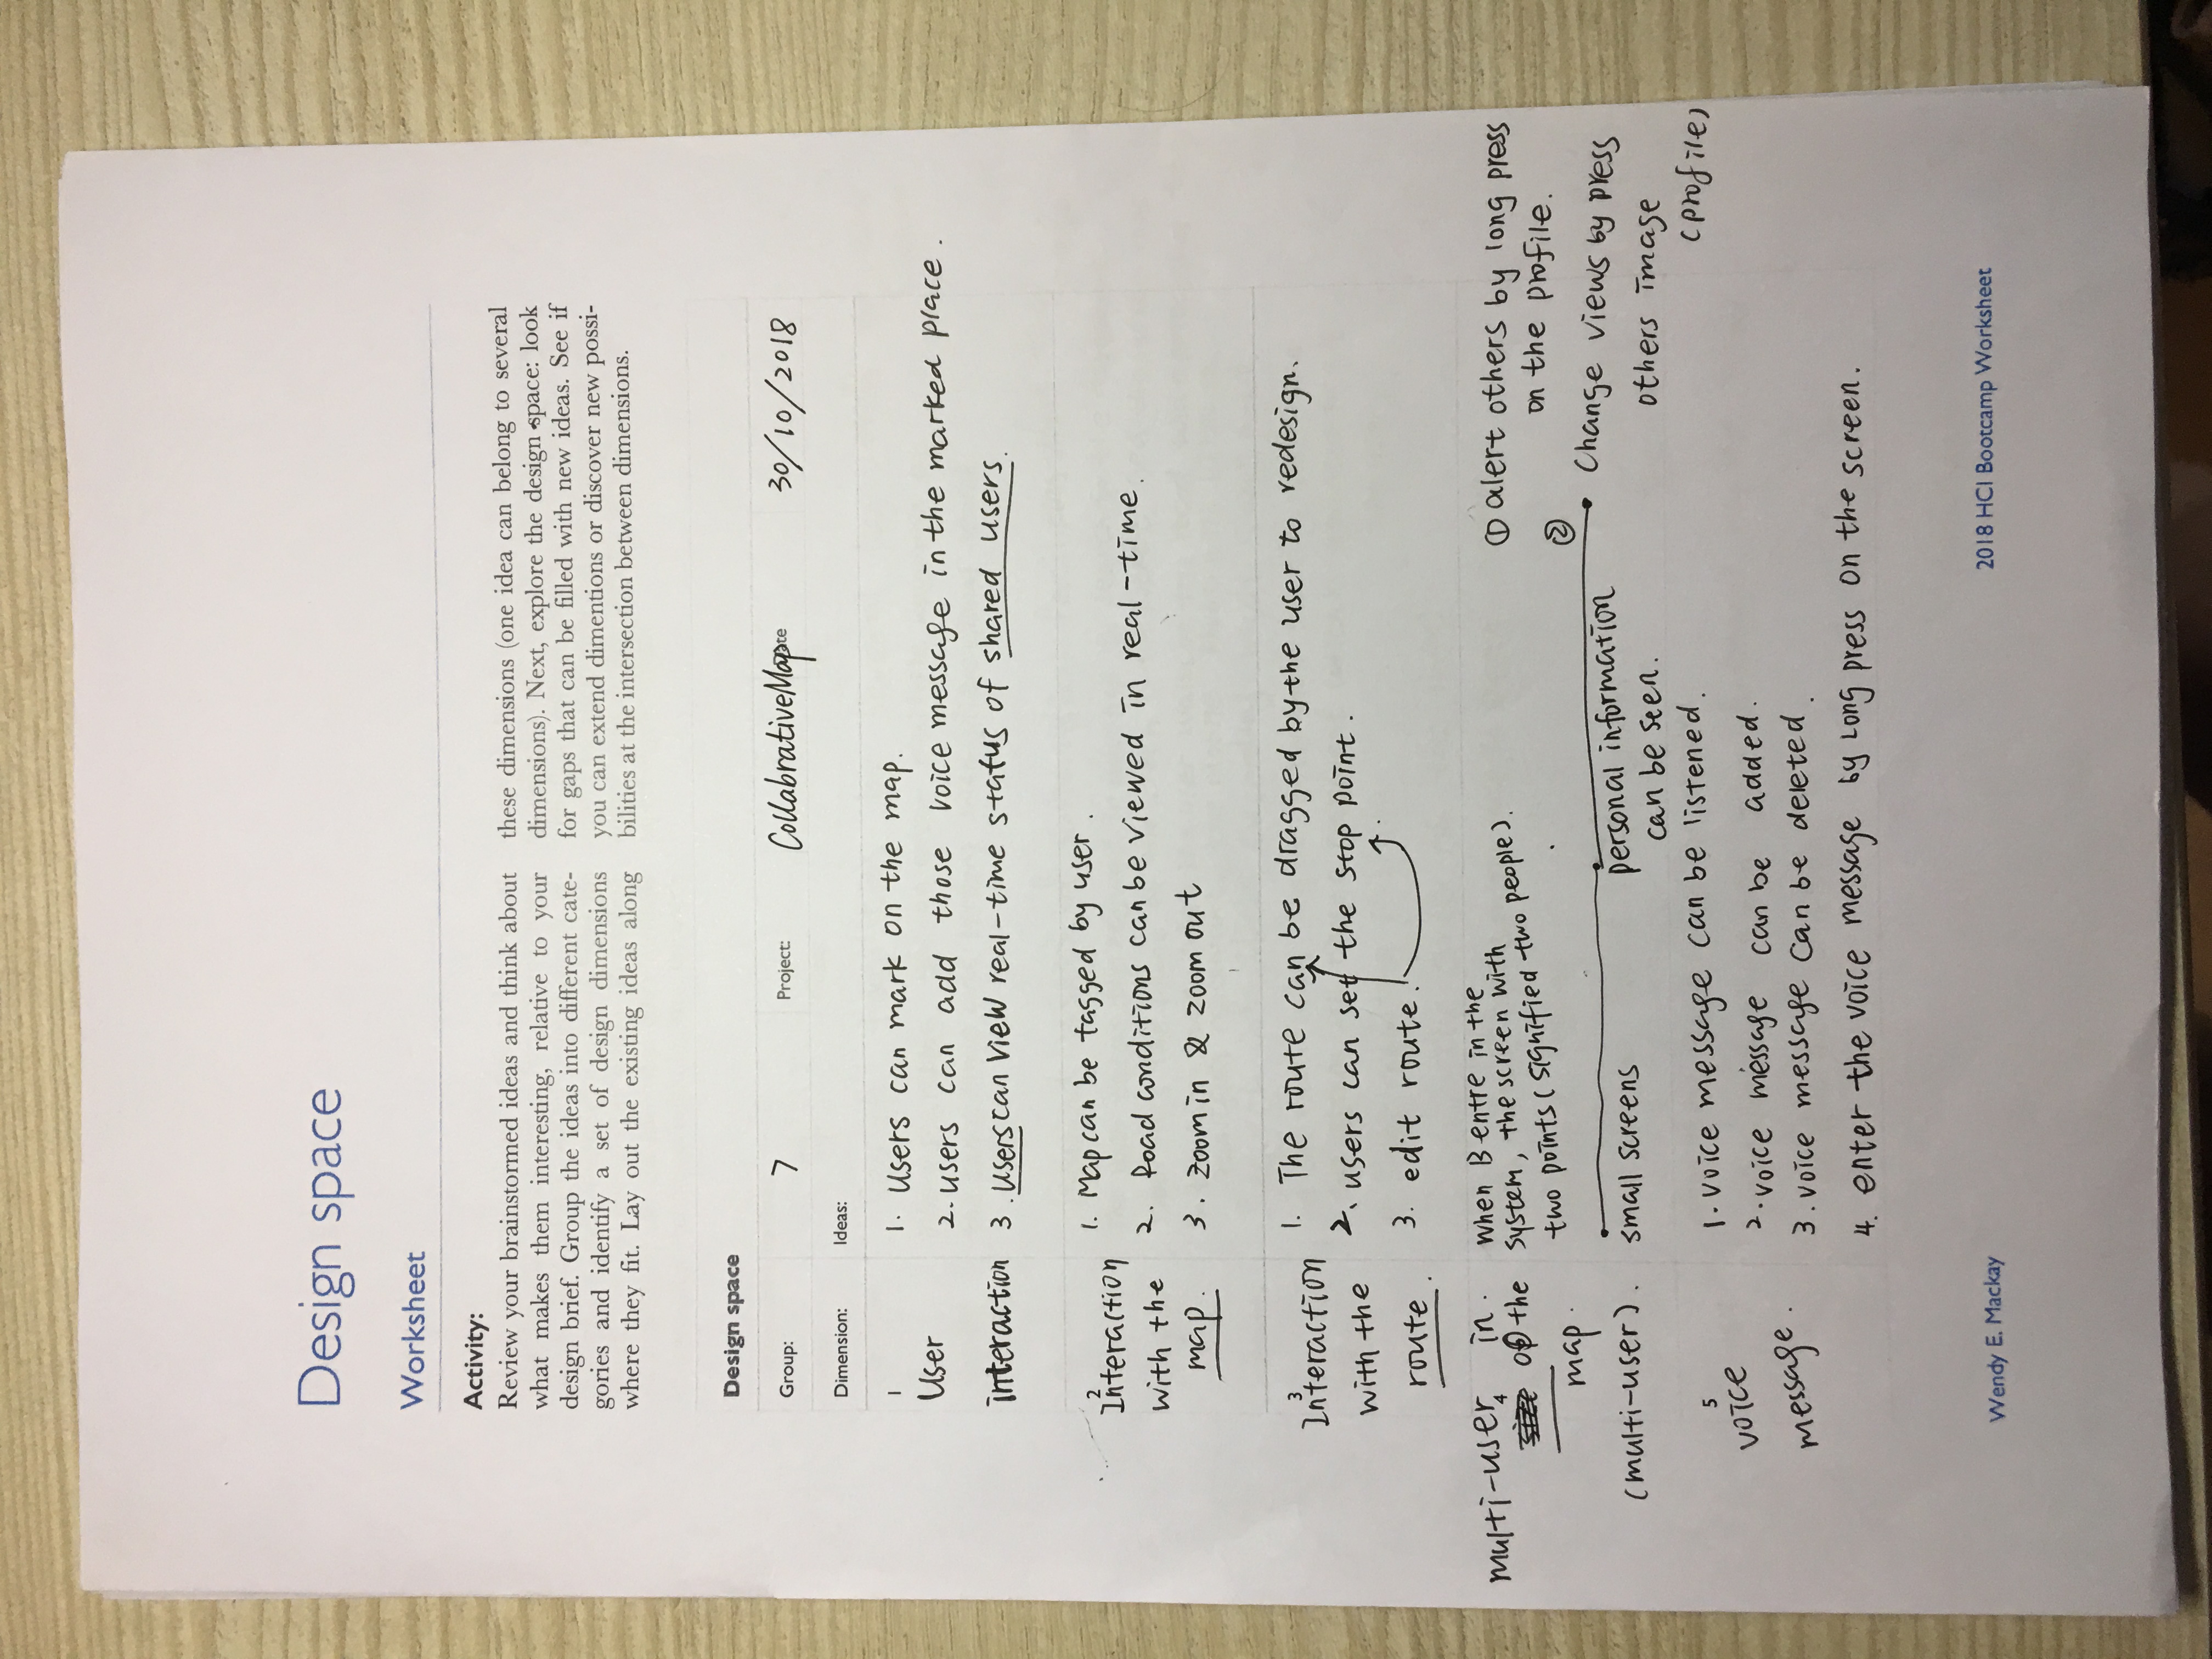 Design space
Worksheet
Activity:
Review your brainstormed ideas and think about
what makes them interesting, relative to your
design brief. Group the ideas into different cate-
gories and identify a set of design dimensions
where they fit. Lay out the existing ideas along
these dimensions (one idea can belong to several
dimensions). Next, explore the design space: look
for gaps that can be filled with new ideas. See if
you can extend dimentions or discover new possi-
bilities at the intersection between dimensions.
Design space
Group: 7 Project: CollabrativeMap 30/10/2018
Dimension: Ideas:
1
User
interaction
1. Users can mark on the map.
2. users can add those voice message in the marked place.
3. users can view real-time status of shared users.
2
Interaction
with the
map.
1. Map can be tagged by user.
2. Road conditions can be viewed in real-time.
3. zoom in & zoom out
3
Interaction
with the
route.
1. The route can be dragged by the user to redesign.
2. users can set the stop point.
3. edit route.
multi-user in
4
the
map.
(multi-user).
when B entre in the
system, the screen with
two points (signified two people).
small screens
personal information
can be seen.
① alert others by long press
on the profile.
②
Change views by press
others image
(profile)
5
voice
message.
1. voice message can be listened.
2. voice message can be added.
3. voice message can be deleted.
4. enter the voice message by long press on the screen.
Wendy E. Mackay
2018 HCI Bootcamp Worksheet